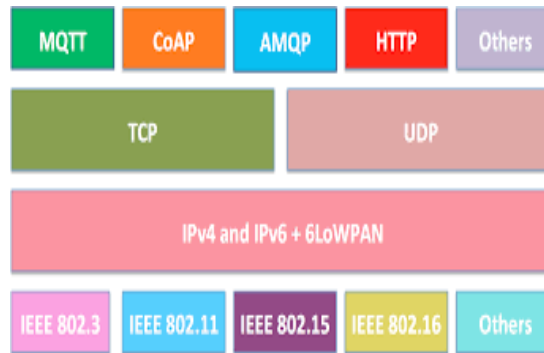 MQTT
CoAP
AMQP
HTTP
Others
TCP
UDP
IPv4 and IPv6 + 6LoWPAN
IEEE 802.3
IEEE 802.11
IEEE 802.15
IEEE 802.16
Others